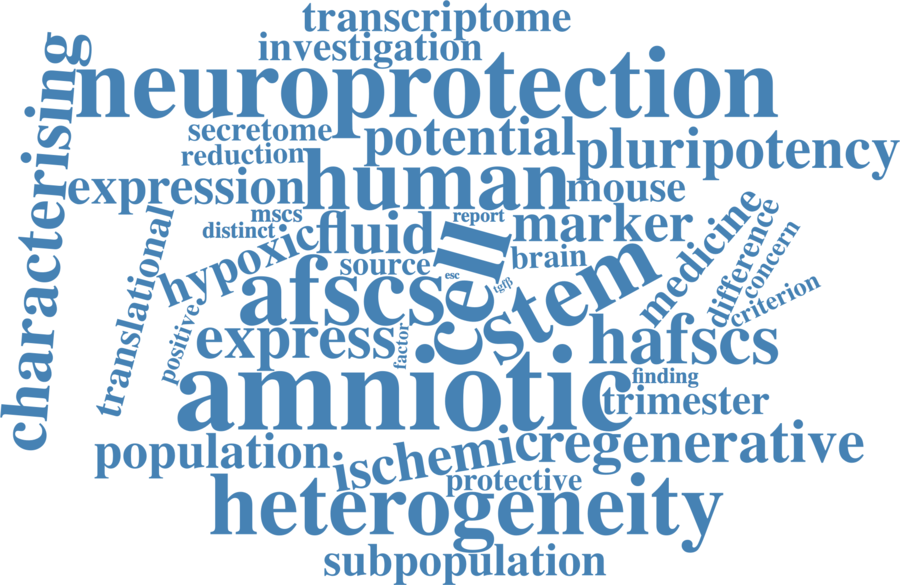 transcriptome
investigation
neuroprotection
characterising
secretome
potential
pluripotency
reduction
expression
human
mouse
mscs
report
distinct
fluid
marker
medicine
translational
hypoxic
cell
brain
difference
source
esc
tgfβ
concern
afscs
stem
criterion
positive
express
factor
hafscs
amniotic
finding
trimester
population
ischemic
regenerative
protective
heterogeneity
subpopulation